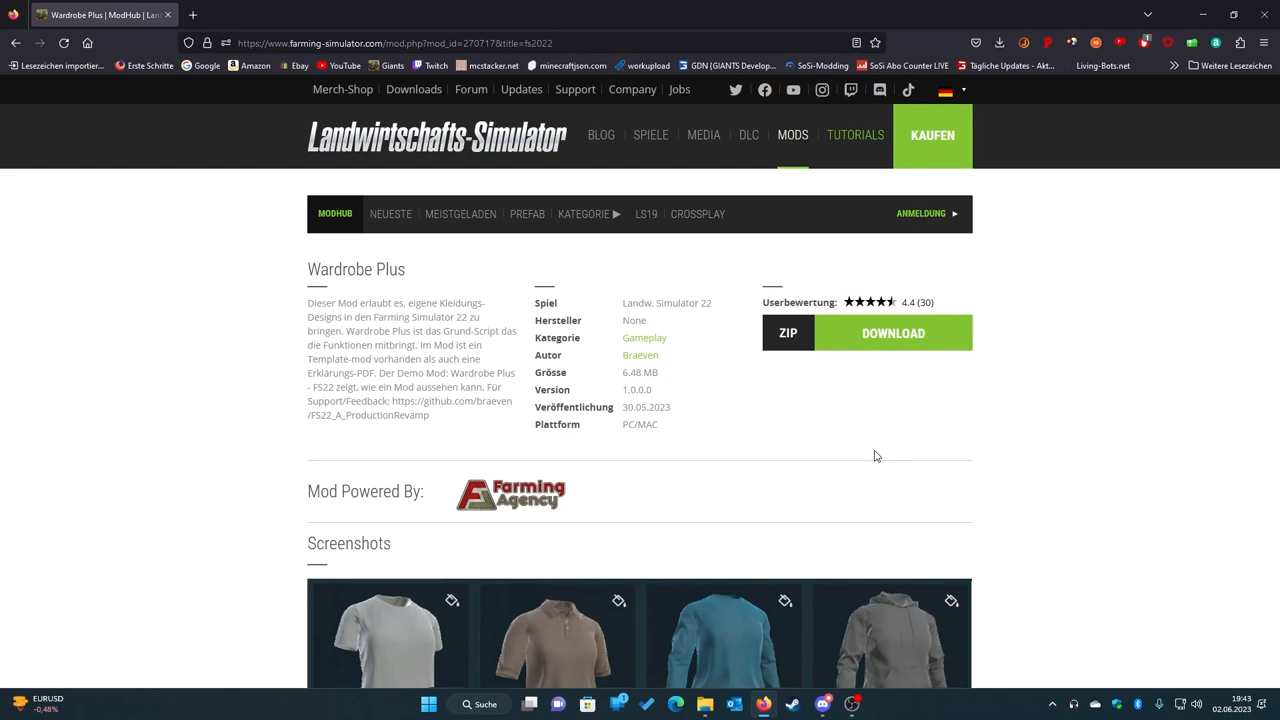 Wardrobe Plus | ModHub | Lan
https://www.farming-simulator.com/mod.php?mod_id=270717&title=fs2022
Lesezeichen importier... Erste Schritte Google Amazon Ebay YouTube Giants Twitch mcstacker.net minecraftjson.com workupload GDN {GIANTS Develop... SoSi-Modding SoSi Abo Counter LIVE Tägliche Updates - Akt... Living-Bots.net Weitere Lesezeichen
Merch-Shop Downloads Forum Updates Support Company Jobs
Landwirtschafts-Simulator BLOG SPIELE MEDIA DLC MODS TUTORIALS KAUFEN
MODHUB NEUESTE MEISTGELADEN PREFAB KATEGORIE LS19 CROSSPLAY ANMELDUNG
Wardrobe Plus
Dieser Mod erlaubt es, eigene Kleidungs-
Designs in den Farming Simulator 22 zu
bringen. Wardrobe Plus ist das Grund-Script das
die Funktionen mitbringt. Im Mod ist ein
Template-mod vorhanden als auch eine
Erklärungs-PDF. Der Demo Mod: Wardrobe Plus
- FS22 zeigt, wie ein Mod aussehen kann. Für
Support/Feedback: https://github.com/braeven
/FS22_A_ProductionRevamp
Spiel Landw. Simulator 22
Hersteller None
Kategorie Gameplay
Autor Braeven
Grösse 6.48 MB
Version 1.0.0.0
Veröffentlichung 30.05.2023
Plattform PC/MAC
Userbewertung: 4.4 (30)
ZIP DOWNLOAD
Mod Powered By: Farming Agency
Screenshots
EURUSD
-0,48%
Suche
19:43
02.06.2023